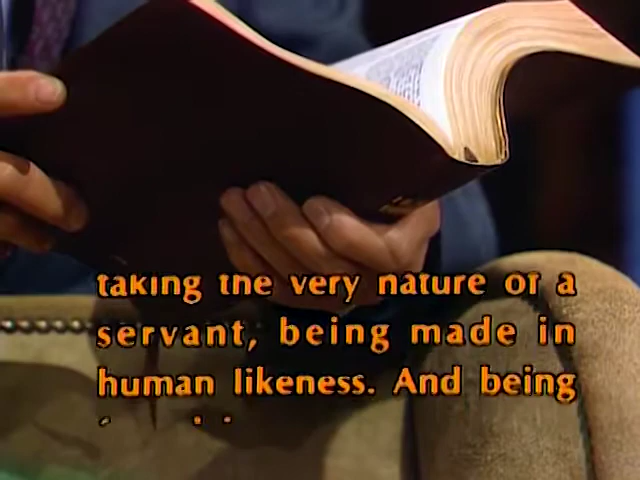 taking the very nature of a
servant, being made in
human likeness. And being